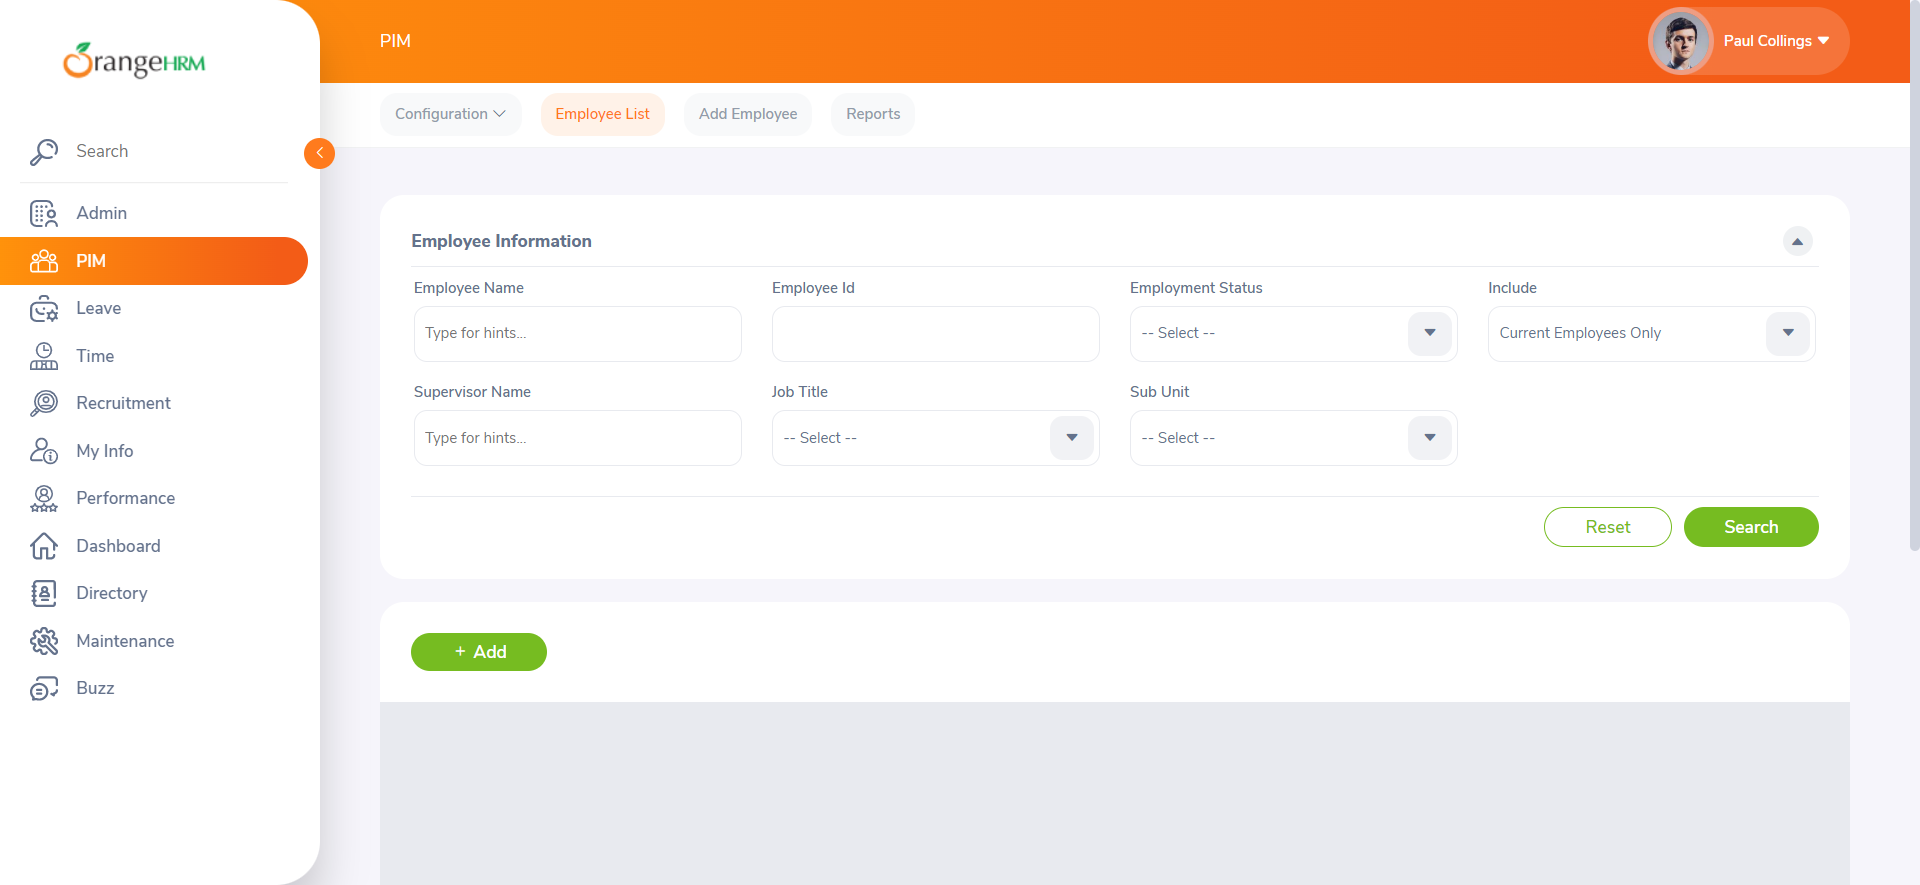 OrangeHRM
PIM
Paul Collings
Configuration
Employee List
Add Employee
Reports
Search
Admin
PIM
Leave
Time
Recruitment
My Info
Performance
Dashboard
Directory
Maintenance
Buzz
Employee Information
Employee Name
Employee Id
Employment Status
Include
Type for hints...
-- Select --
Current Employees Only
Supervisor Name
Job Title
Sub Unit
Type for hints...
-- Select --
-- Select --
Reset
Search
+ Add